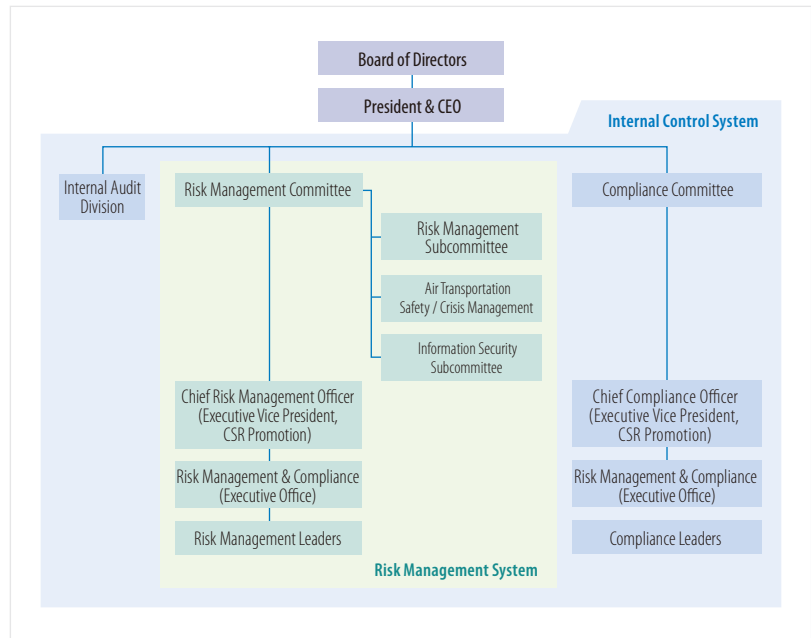 Board of Directors
President & CEO
Internal Control System
Internal Audit
Division
Risk Management Committee
Compliance Committee
Risk Management
Subcommittee
Air Transportation
Safety / Crisis Management
Information Security
Subcommittee
Chief Risk Management Officer
(Executive Vice President,
CSR Promotion)
Chief Compliance Officer
(Executive Vice President,
CSR Promotion)
Risk Management & Compliance
(Executive Office)
Risk Management & Compliance
(Executive Office)
Risk Management Leaders
Compliance Leaders
Risk Management System